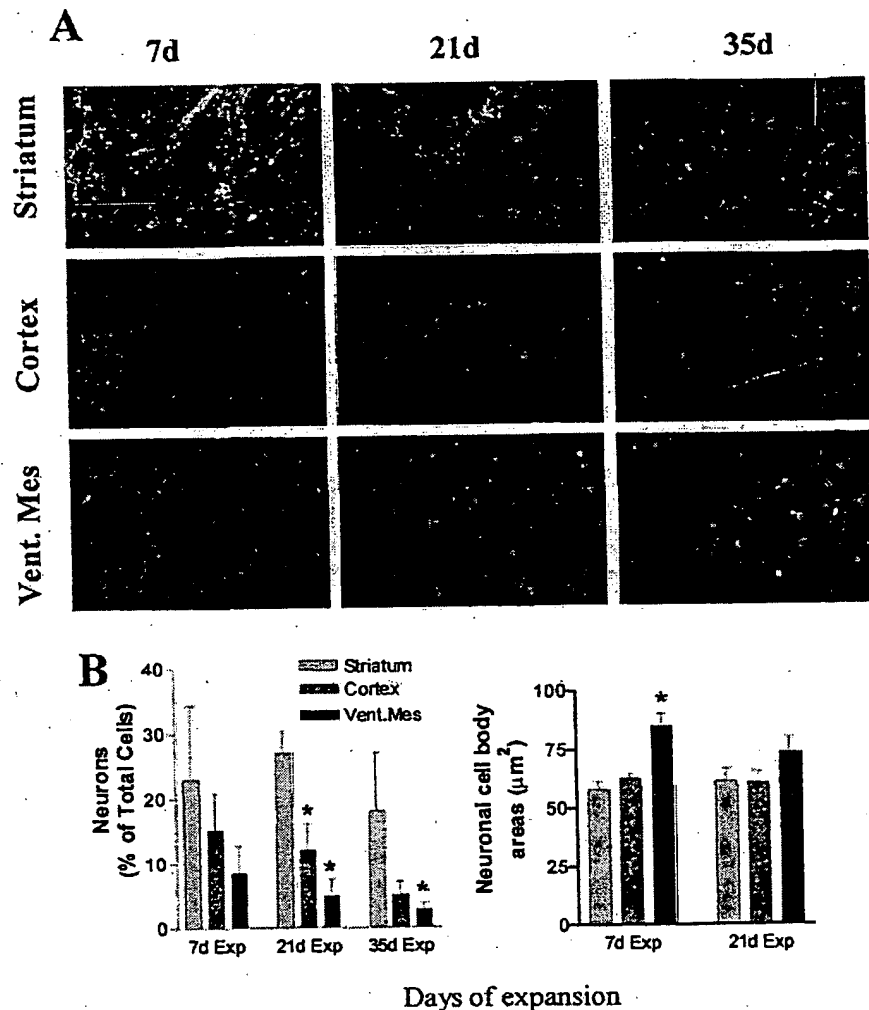 A
7d 21d 35d
Striatum
Cortex
Vent. Mes
B
Striatum
Cortex
Vent.Mes
Neurons
(% of Total Cells)
40
30
20
10
0
* * *
7d Exp 21d Exp 35d Exp
Neuronal cell body
areas (μm²)
100
75
50
25
0
*
7d Exp 21d Exp
Days of expansion